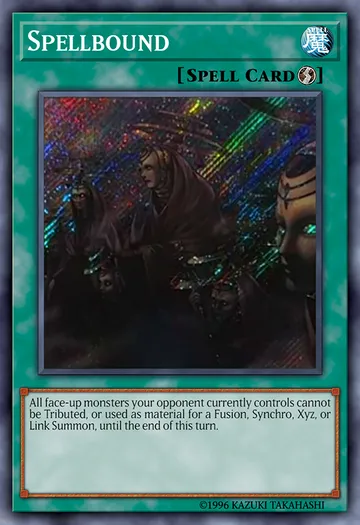 Spellbound
SPELL
魔
[Spell Card]
All face-up monsters your opponent currently controls cannot
be Tributed, or used as material for a Fusion, Synchro, Xyz, or
Link Summon, until the end of this turn.
©1996 KAZUKI TAKAHASHI